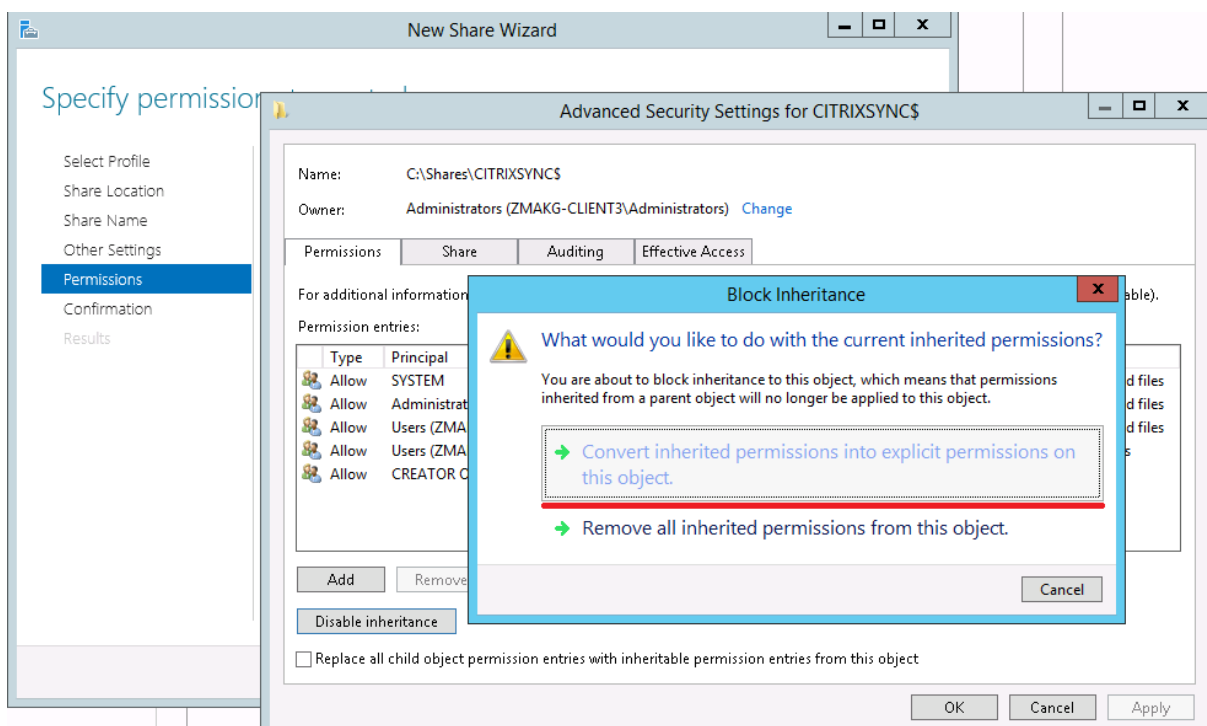 New Share Wizard
Specify permission
Select Profile
Share Location
Share Name
Other Settings
Permissions
Confirmation
Results
Advanced Security Settings for CITRIXSYNC$
Name: C:\Shares\CITRIXSYNC$
Owner: Administrators (ZMAKG-CLIENT3\Administrators) Change
Permissions Share Auditing Effective Access
For additional information
able).
Permission entries:
Type Principal
Allow SYSTEM d files
Allow Administrat d files
Allow Users (ZMA d files
Allow Users (ZMA s
Allow CREATOR O
Add Remove
Disable inheritance
Replace all child object permission entries with inheritable permission entries from this object
OK Cancel Apply
Block Inheritance
What would you like to do with the current inherited permissions?
You are about to block inheritance to this object, which means that permissions
inherited from a parent object will no longer be applied to this object.
Convert inherited permissions into explicit permissions on
this object.
Remove all inherited permissions from this object.
Cancel